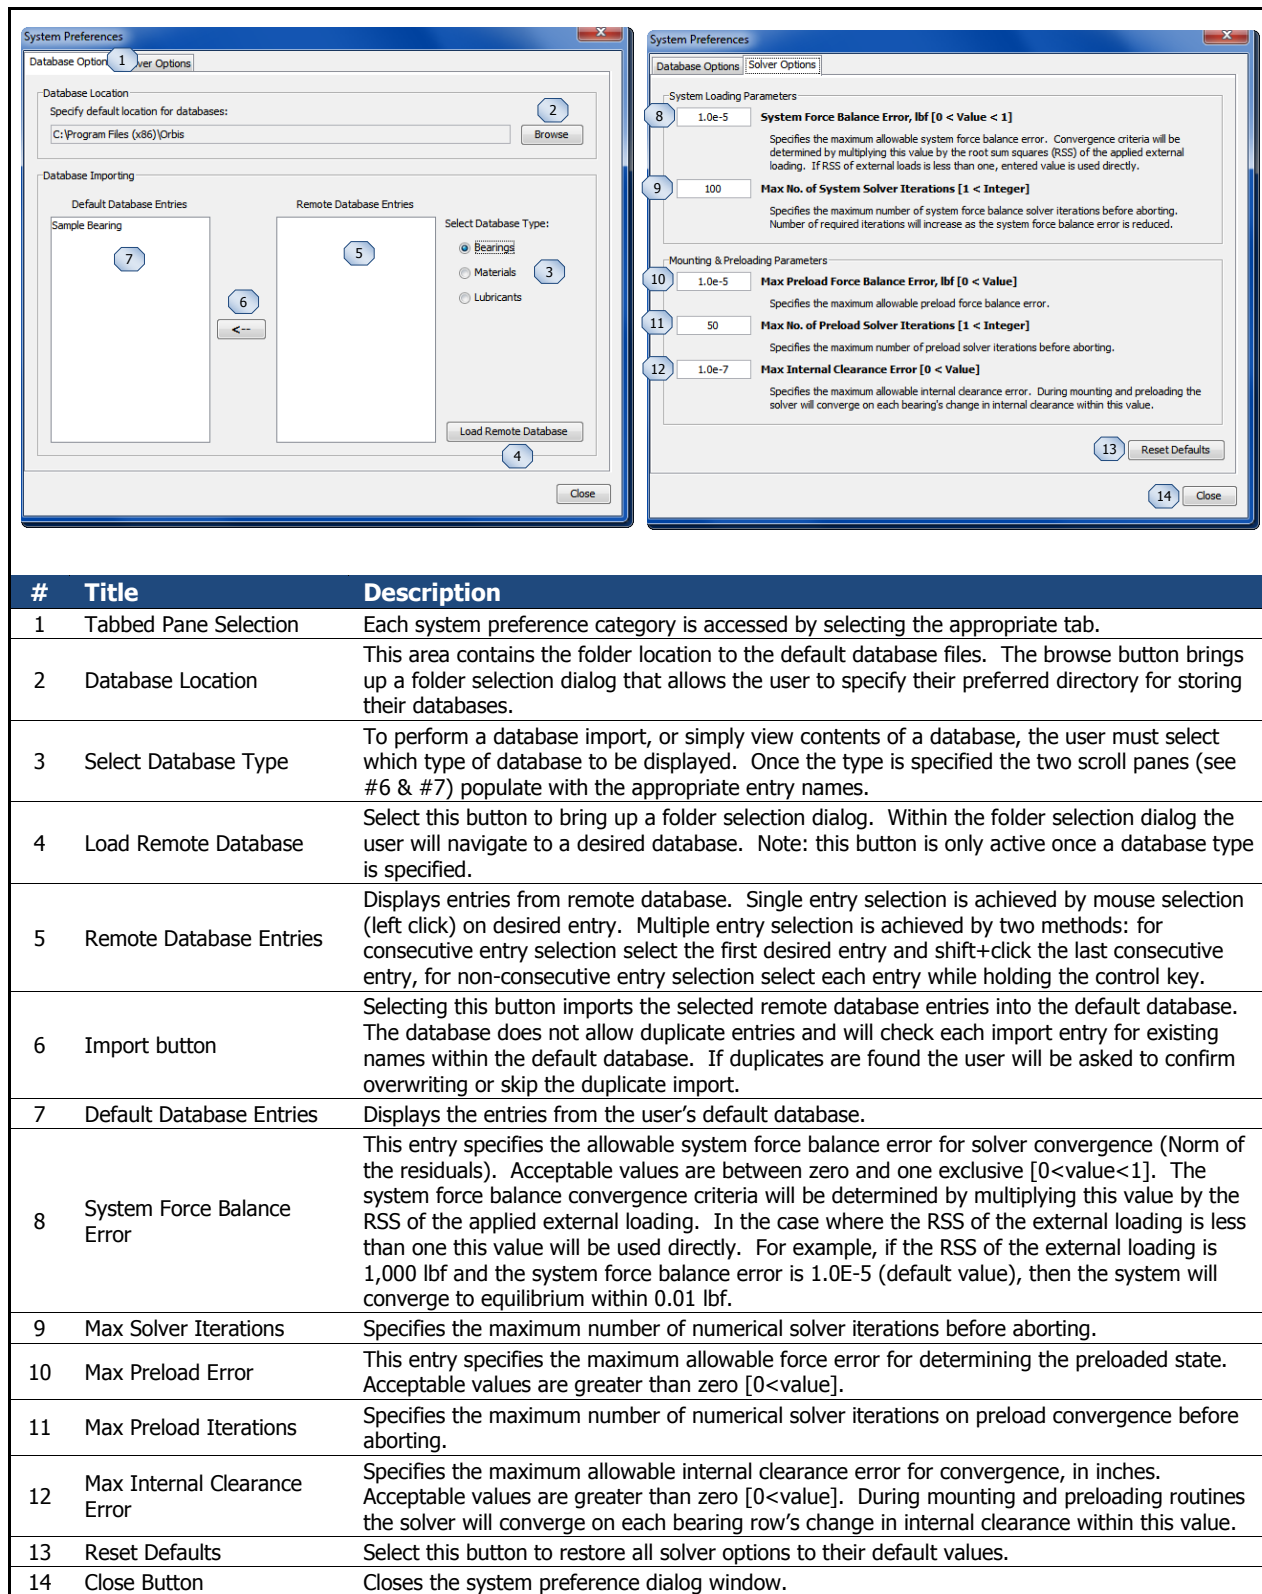 System Preferences
X
Database Option 1 ver Options
Database Location
Specify default location for databases:
2
C:\Program Files (x86)\Orbis
Browse
Database Importing
Default Database Entries
Remote Database Entries
Sample Bearing
Select Database Type:
7
5
Bearings
Materials
3
Lubricants
6
<--
Load Remote Database
4
Close
System Preferences
X
Database Options
Solver Options
System Loading Parameters
8
1.0e-5
System Force Balance Error, lbf [0 < Value < 1]
Specifies the maximum allowable system force balance error. Convergence criteria will be
determined by multiplying this value by the root sum squares (RSS) of the applied external
loading. If RSS of external loads is less than one, entered value is used directly.
9
100
Max No. of System Solver Iterations [1 < Integer]
Specifies the maximum number of system force balance solver iterations before aborting.
Number of required iterations will increase as the system force balance error is reduced.
Mounting & Preloading Parameters
10
1.0e-5
Max Preload Force Balance Error, lbf [0 < Value]
Specifies the maximum allowable preload force balance error.
11
50
Max No. of Preload Solver Iterations [1 < Integer]
Specifies the maximum number of preload solver iterations before aborting.
12
1.0e-7
Max Internal Clearance Error [0 < Value]
Specifies the maximum allowable internal clearance error. During mounting and preloading the
solver will converge on each bearing's change in internal clearance within this value.
13
Reset Defaults
14
Close
# Title Description
1 Tabbed Pane Selection Each system preference category is accessed by selecting the appropriate tab.
2 Database Location This area contains the folder location to the default database files. The browse button brings
up a folder selection dialog that allows the user to specify their preferred directory for storing
their databases.
3 Select Database Type To perform a database import, or simply view contents of a database, the user must select
which type of database to be displayed. Once the type is specified the two scroll panes (see
#6 & #7) populate with the appropriate entry names.
4 Load Remote Database Select this button to bring up a folder selection dialog. Within the folder selection dialog the
user will navigate to a desired database. Note: this button is only active once a database type
is specified.
5 Remote Database Entries Displays entries from remote database. Single entry selection is achieved by mouse selection
(left click) on desired entry. Multiple entry selection is achieved by two methods: for
consecutive entry selection select the first desired entry and shift+click the last consecutive
entry, for non-consecutive entry selection select each entry while holding the control key.
6 Import button Selecting this button imports the selected remote database entries into the default database.
The database does not allow duplicate entries and will check each import entry for existing
names within the default database. If duplicates are found the user will be asked to confirm
overwriting or skip the duplicate import.
7 Default Database Entries Displays the entries from the user's default database.
8 System Force Balance Error This entry specifies the allowable system force balance error for solver convergence (Norm of
the residuals). Acceptable values are between zero and one exclusive [0<value<1]. The
system force balance convergence criteria will be determined by multiplying this value by the
RSS of the applied external loading. In the case where the RSS of the external loading is less
than one this value will be used directly. For example, if the RSS of the external loading is
1,000 lbf and the system force balance error is 1.0E-5 (default value), then the system will
converge to equilibrium within 0.01 lbf.
9 Max Solver Iterations Specifies the maximum number of numerical solver iterations before aborting.
10 Max Preload Error This entry specifies the maximum allowable force error for determining the preloaded state.
Acceptable values are greater than zero [0<value].
11 Max Preload Iterations Specifies the maximum number of numerical solver iterations on preload convergence before
aborting.
12 Max Internal Clearance Error Specifies the maximum allowable internal clearance error for convergence, in inches.
Acceptable values are greater than zero [0<value]. During mounting and preloading routines
the solver will converge on each bearing row's change in internal clearance within this value.
13 Reset Defaults Select this button to restore all solver options to their default values.
14 Close Button Closes the system preference dialog window.